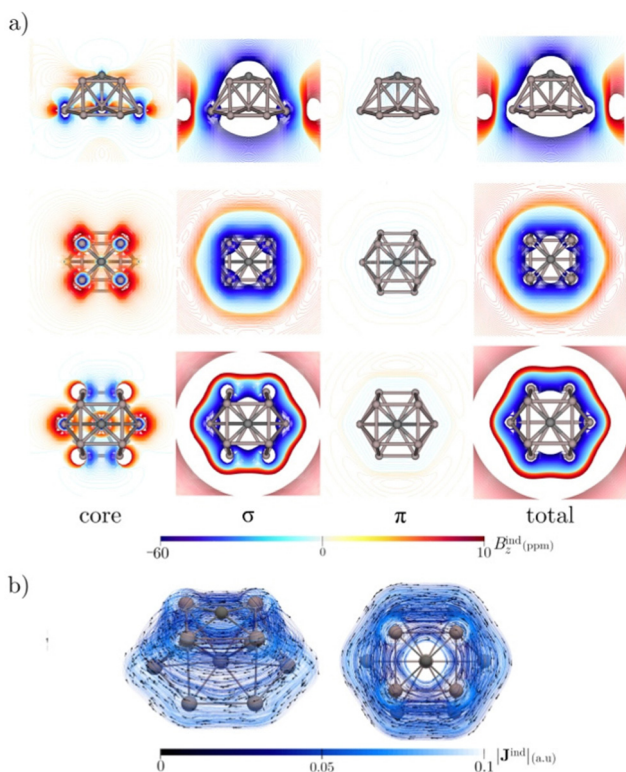 a)
core σ π total
−60 0 10 B_z^ind (ppm)
b)
0 0.05 0.1 |J^ind|(a.u)